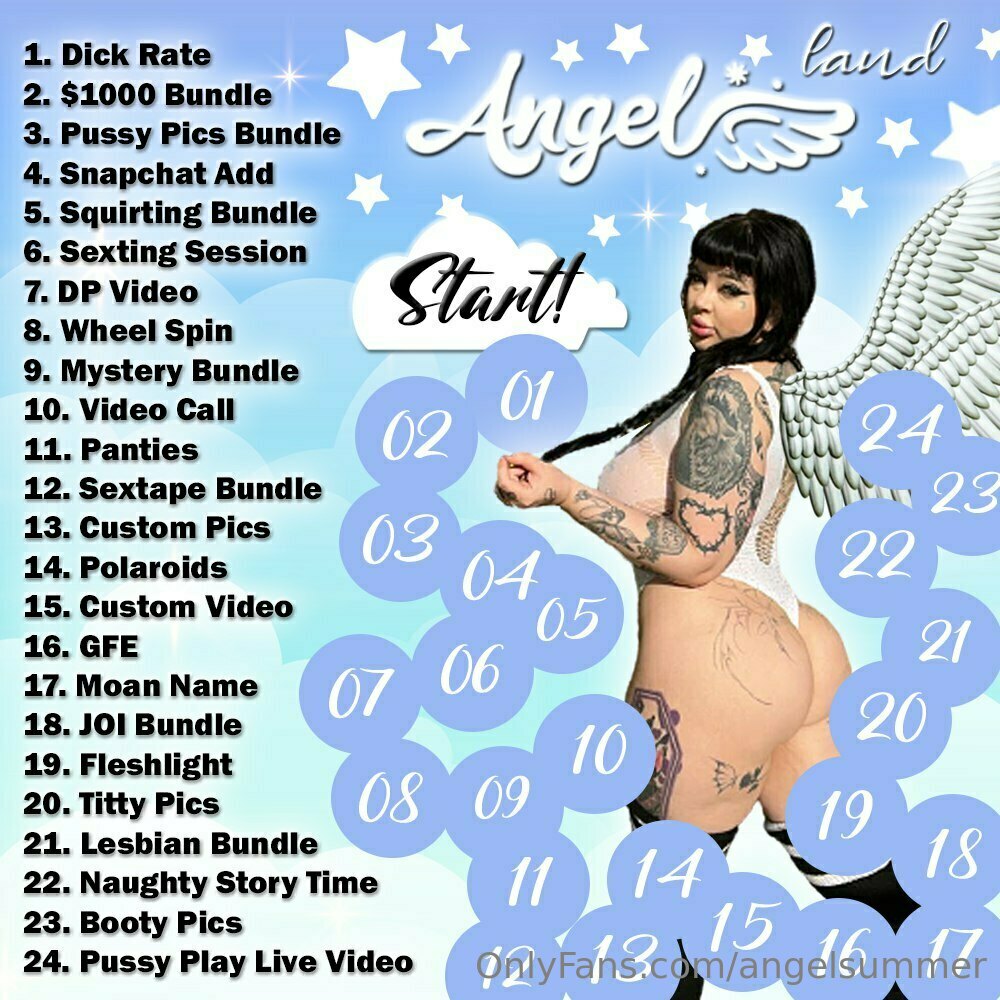 Angel land
1. Dick Rate
2. $1000 Bundle
3. Pussy Pics Bundle
4. Snapchat Add
5. Squirting Bundle
6. Sexting Session
7. DP Video
8. Wheel Spin
9. Mystery Bundle
10. Video Call
11. Panties
12. Sextape Bundle
13. Custom Pics
14. Polaroids
15. Custom Video
16. GFE
17. Moan Name
18. JOI Bundle
19. Fleshlight
20. Titty Pics
21. Lesbian Bundle
22. Naughty Story Time
23. Booty Pics
24. Pussy Play Live Video
Start!
01
02
03
04
05
06
07
08
09
10
11
12
13
14
15
16
17
18
19
20
21
22
23
24
OnlyFans.com/angelsummer